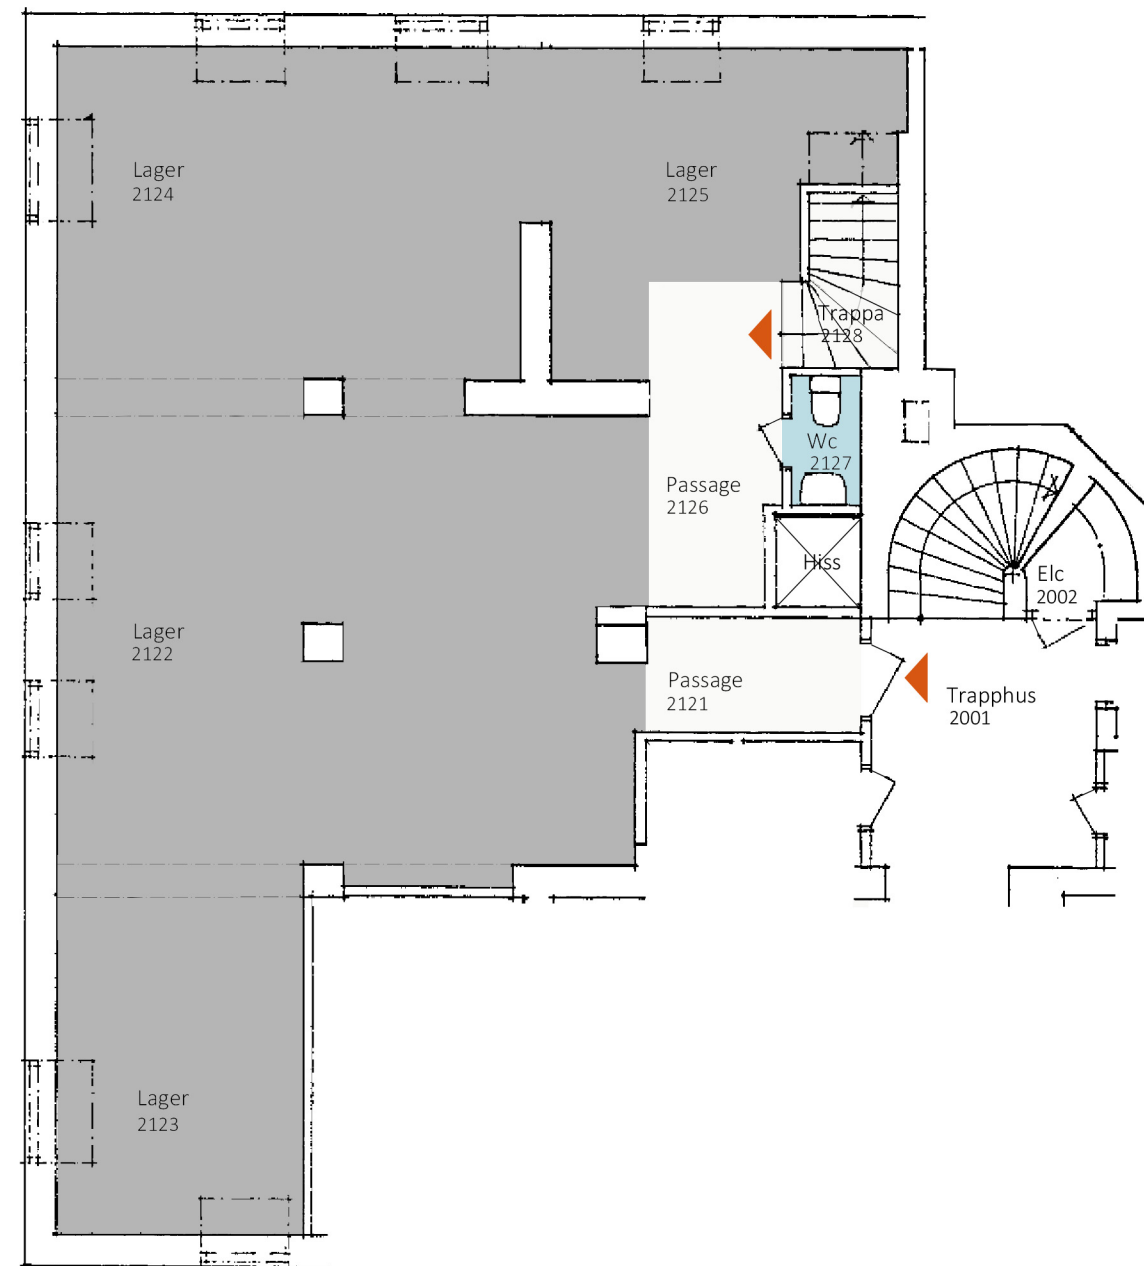 Lager
2124
Lager
2125
Trappa
2128
Wc
2127
Passage
2126
Hiss
Elc
2002
Lager
2122
Passage
2121
Trapphus
2001
Lager
2123